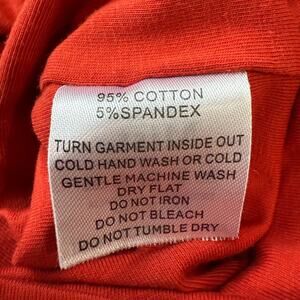 95% COTTON
5%SPANDEX
TURN GARMENT INSIDE OUT
COLD HAND WASH OR COLD
GENTLE MACHINE WASH
DRY FLAT
DO NOT IRON
DO NOT BLEACH
DO NOT TUMBLE DRY